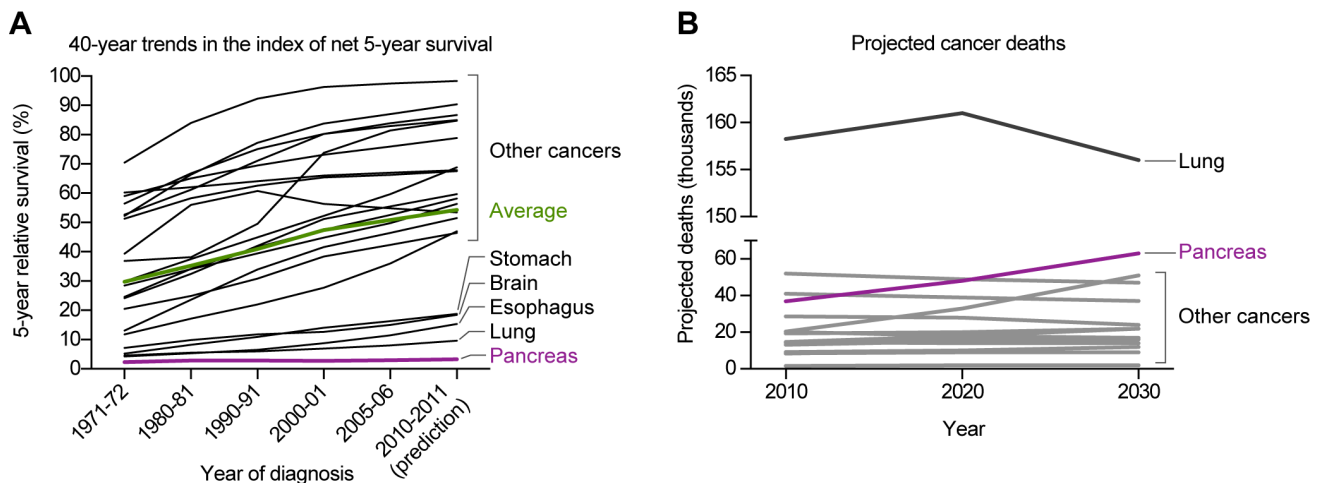 A
40-year trends in the index of net 5-year survival
5-year relative survival (%)
100
90
80
70
60
50
40
30
20
10
0
Other cancers
Average
Stomach
Brain
Esophagus
Lung
Pancreas
1971-72
1980-81
1990-91
2000-01
2005-06
2010-2011
(prediction)
Year of diagnosis
B
Projected cancer deaths
Projected deaths (thousands)
165
160
155
150
60
40
20
0
Lung
Pancreas
Other cancers
2010
2020
2030
Year